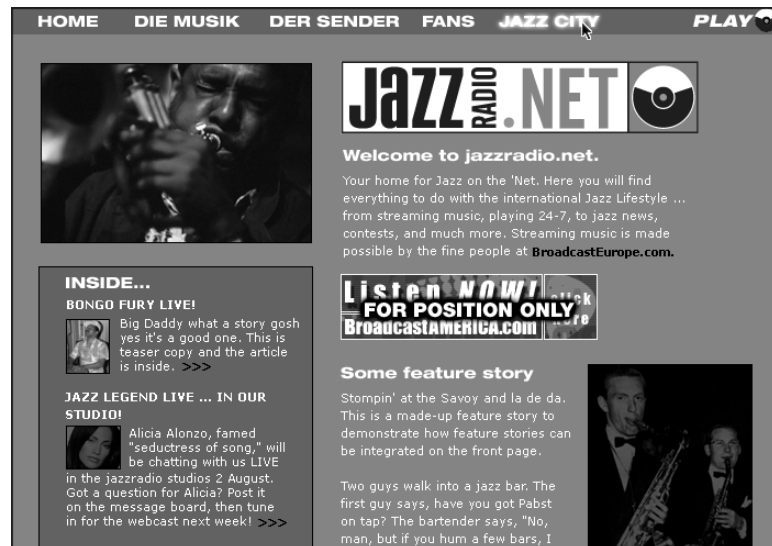 HOME DIE MUSIK DER SENDER FANS JAZZ CITY PLAY
JAZZ RADIO .NET
Welcome to jazzradio.net.
Your home for Jazz on the 'Net. Here you will find
everything to do with the international Jazz Lifestyle ...
from streaming music, playing 24-7, to jazz news,
contests, and much more. Streaming music is made
possible by the fine people at BroadcastEurope.com.
Listen NOW! click
FOR POSITION ONLY
BroadcastAMERICA.com here
INSIDE...
BONGO FURY LIVE!
Big Daddy what a story gosh
yes it's a good one. This is
teaser copy and the article
is inside. >>>
JAZZ LEGEND LIVE ... IN OUR
STUDIO!
Alicia Alonzo, famed
"seductress of song," will
be chatting with us LIVE
in the jazzradio studios 2 August.
Got a question for Alicia? Post it
on the message board, then tune
in for the webcast next week! >>>
Some feature story
Stompin' at the Savoy and la de da.
This is a made-up feature story to
demonstrate how feature stories can
be integrated on the front page.
Two guys walk into a jazz bar. The
first guy says, have you got Pabst
on tap? The bartender says, "No,
man, but if you hum a few bars, I